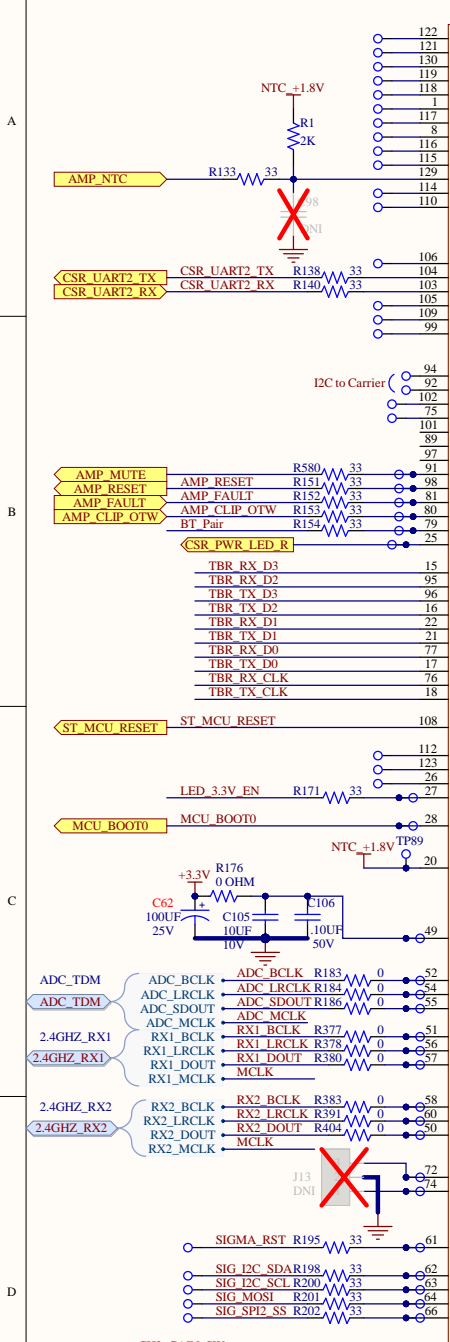 122
121
130
119
118
NTC_+1.8V
1
A
R1
117
2K
8
116
115
AMP_NTC R133 33 129
114
110
DNI
106
CSR_UART2_TX CSR_UART2_TX R138 33 104
CSR_UART2_RX CSR_UART2_RX R140 33 103
105
109
99
94
I2C to Carrier 92
102
75
101
89
97
AMP_MUTE R580 33 91
AMP_RESET AMP_RESET R151 33 98
AMP_FAULT AMP_FAULT R152 33 81
B
AMP_CLIP_OTW AMP_CLIP_OTW R153 33 80
BT_Pair R154 33 79
CSR_PWR_LED_R 25
TBR_RX_D3 15
TBR_RX_D2 95
TBR_TX_D3 96
TBR_TX_D2 16
TBR_RX_D1 22
TBR_TX_D1 21
TBR_RX_D0 77
TBR_TX_D0 17
TBR_RX_CLK 76
TBR_TX_CLK 18
ST_MCU_RESET ST_MCU_RESET 108
112
123
26
LED_3.3V_EN R171 33 27
MCU_BOOT0 MCU_BOOT0 28
TP89
NTC_+1.8V
20
R176
+3.3V 0 OHM
C
C62 C106
100UF C105 .10UF
25V 10UF 50V
10V
49
ADC_TDM ADC_BCLK ADC_BCLK R183 0 52
ADC_LRCLK ADC_LRCLK R184 0 54
ADC_TDM ADC_SDOUT ADC_SDOUT R186 0 55
ADC_MCLK ADC_MCLK
2.4GHZ_RX1 RX1_BCLK RX1_BCLK R377 0 51
RX1_LRCLK RX1_LRCLK R378 0 56
2.4GHZ_RX1 RX1_DOUT RX1_DOUT R380 0 57
RX1_MCLK MCLK
2.4GHZ_RX2 RX2_BCLK RX2_BCLK R383 0 58
RX2_LRCLK RX2_LRCLK R391 0 60
2.4GHZ_RX2 RX2_DOUT RX2_DOUT R404 0 50
RX2_MCLK MCLK
J13 72
DNI 74
SIGMA_RST R195 33 61
SIG_I2C_SDA R198 33 62
D
SIG_I2C_SCL R200 33 63
SIG_MOSI R201 33 64
SIG_SPI2_SS R202 33 66